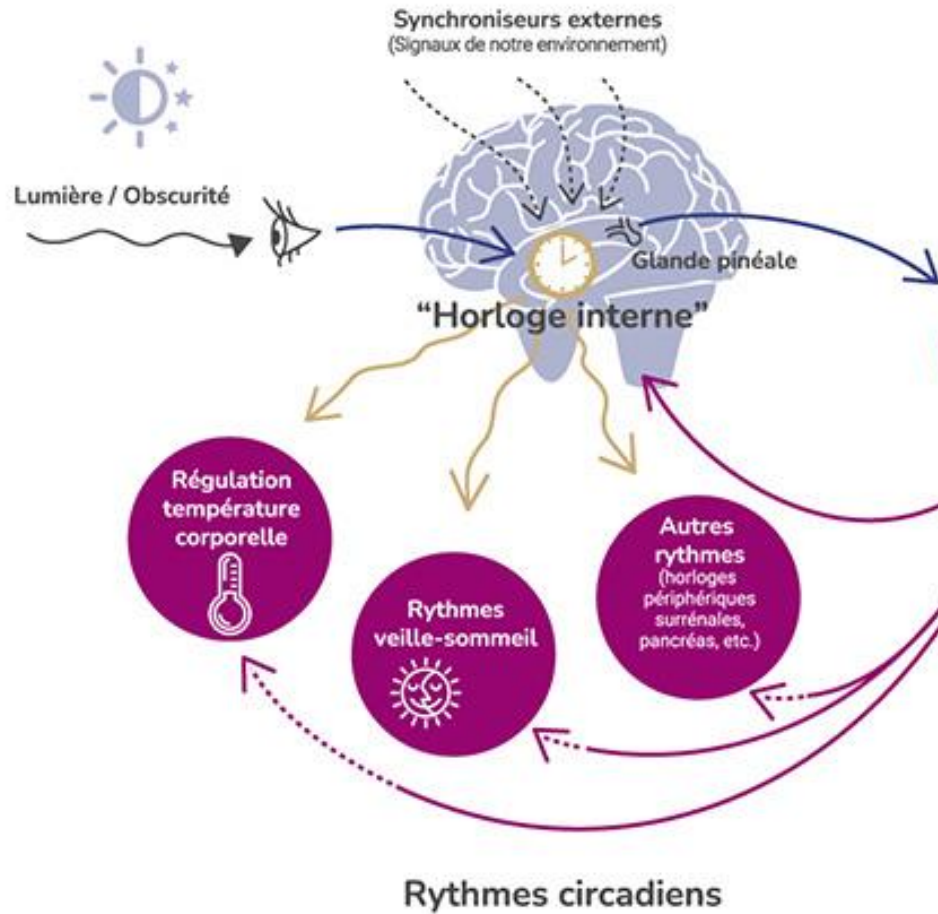 Synchroniseurs externes
(Signaux de notre environnement)
Lumière / Obscurité
Glande pinéale
“Horloge interne”
Régulation
température
corporelle
Rythmes
veille-sommeil
Autres
rythmes
(horloges
périphériques
surrénales,
pancréas, etc.)
Rythmes circadiens